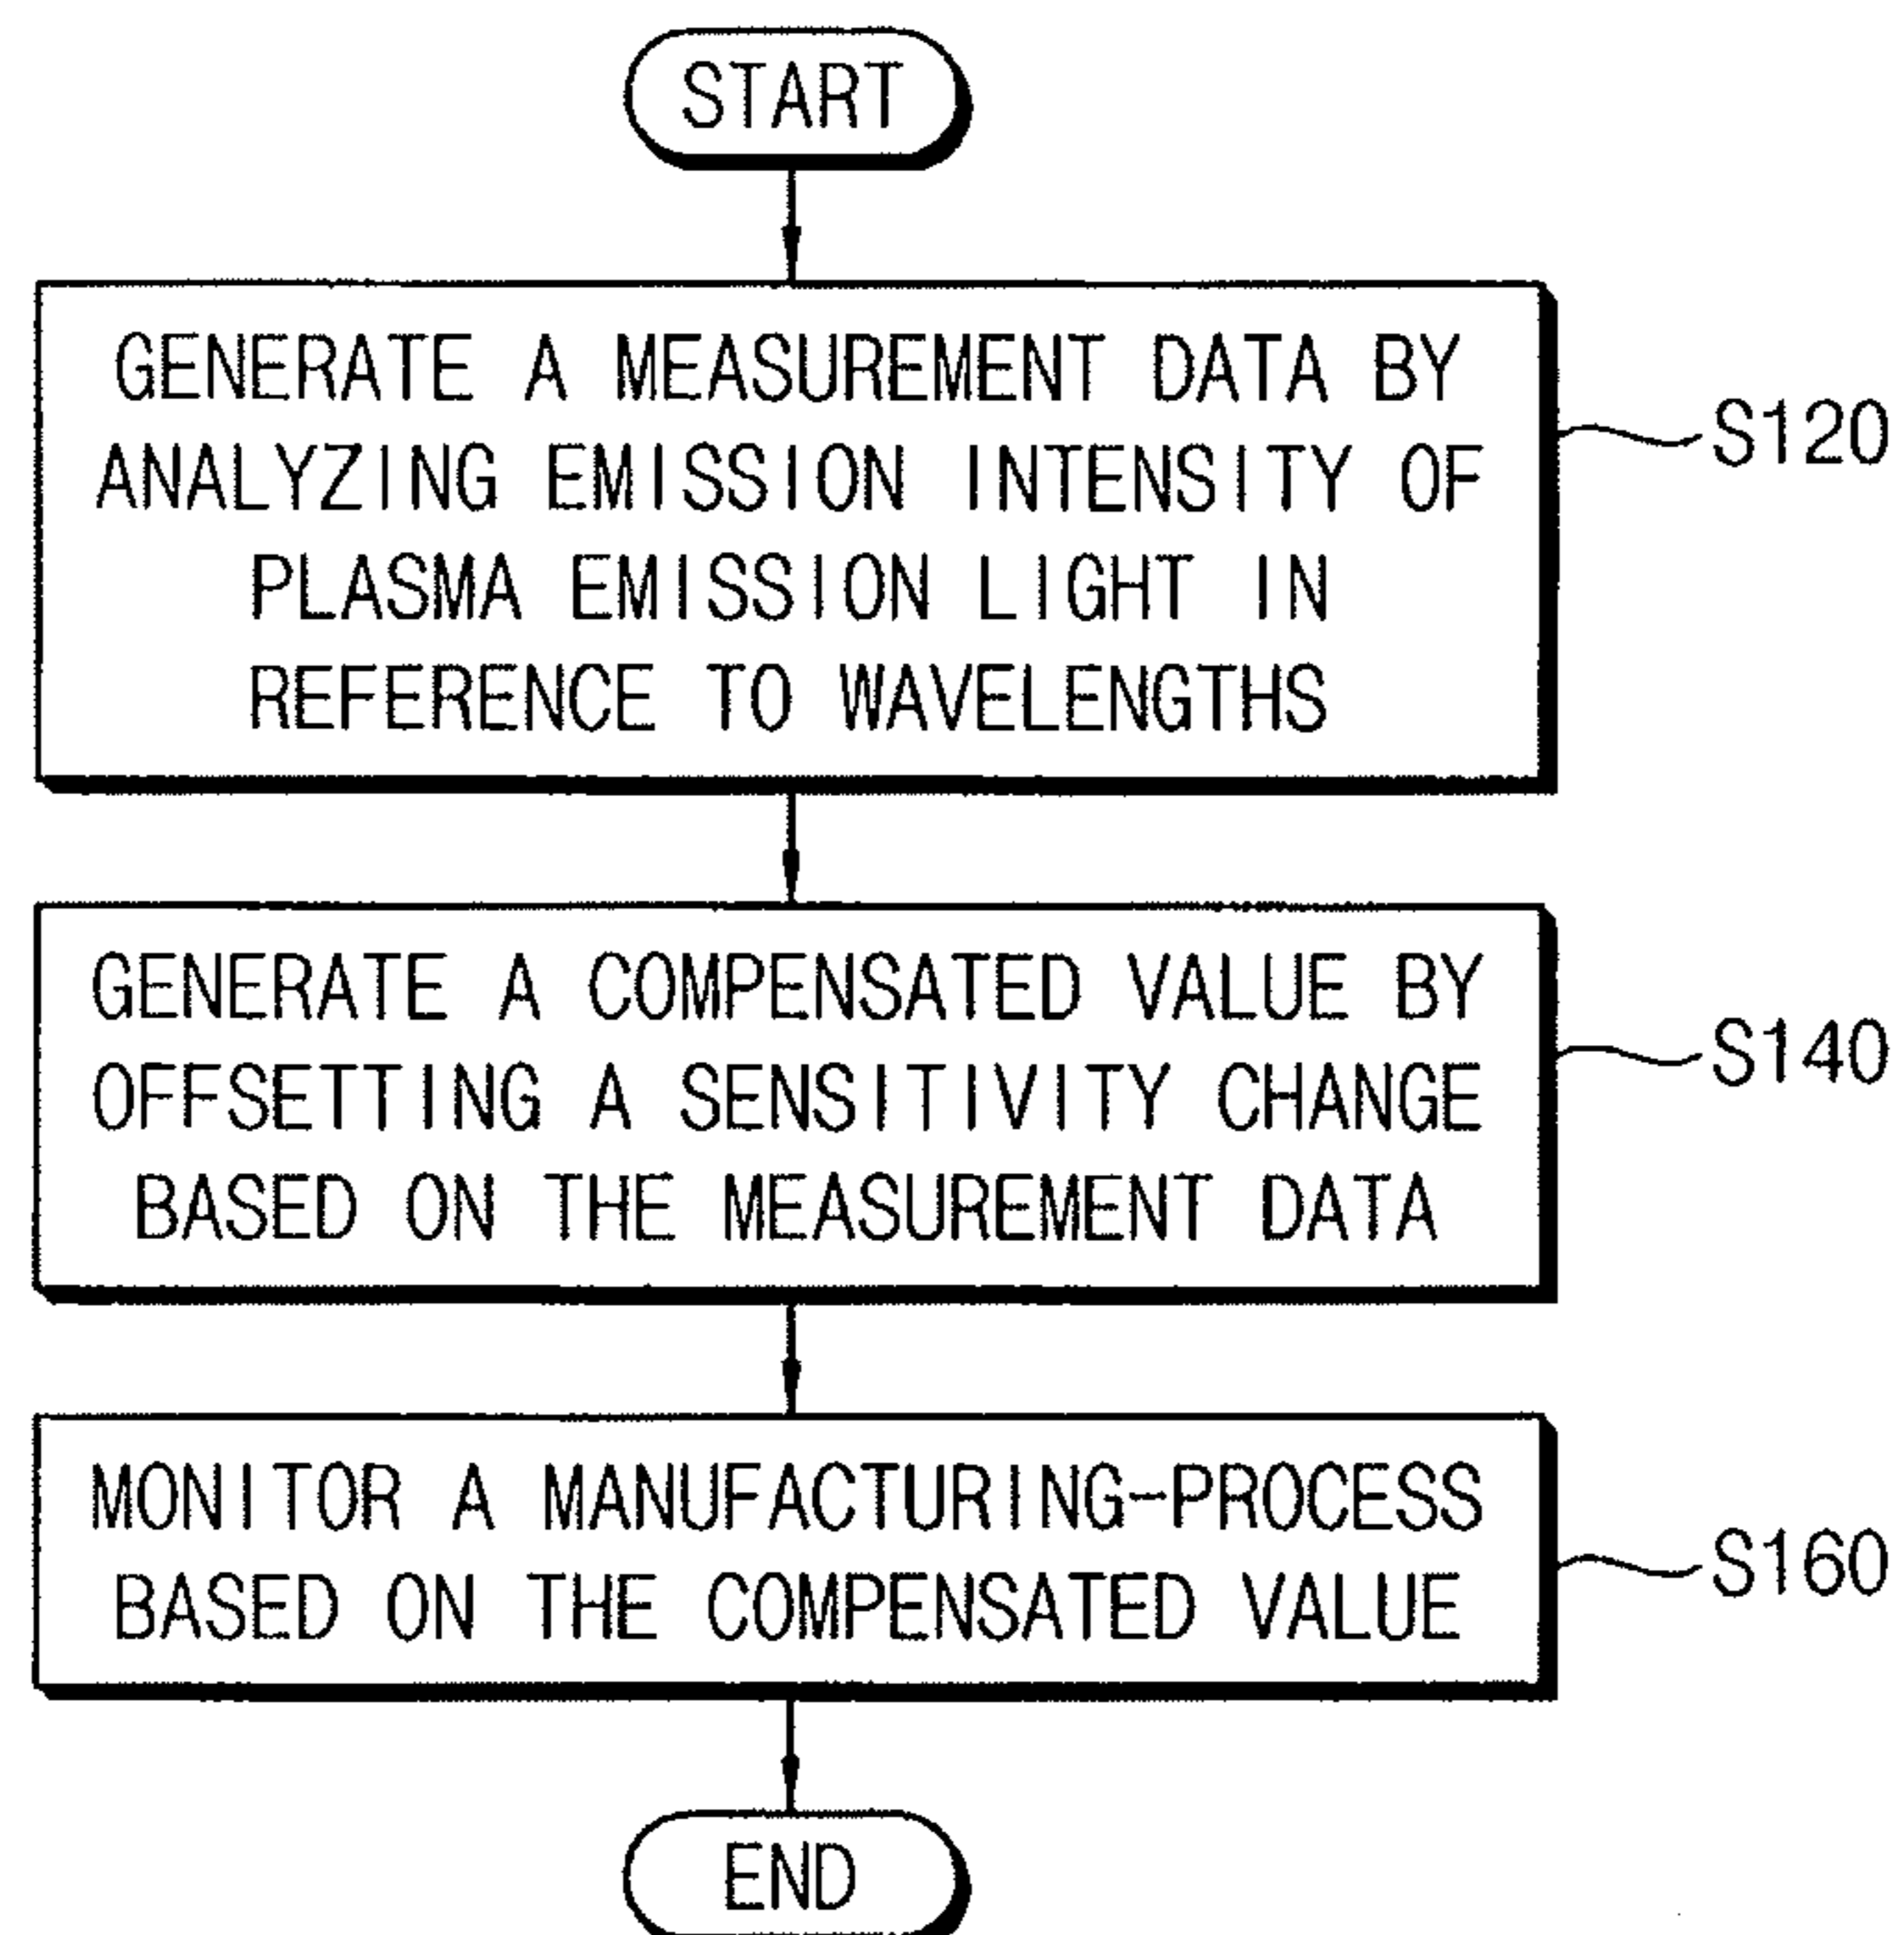 START
GENERATE A MEASUREMENT DATA BY
ANALYZING EMISSION INTENSITY OF
PLASMA EMISSION LIGHT IN
REFERENCE TO WAVELENGTHS
S120
GENERATE A COMPENSATED VALUE BY
OFFSETTING A SENSITIVITY CHANGE
BASED ON THE MEASUREMENT DATA
S140
MONITOR A MANUFACTURING-PROCESS
BASED ON THE COMPENSATED VALUE
S160
END